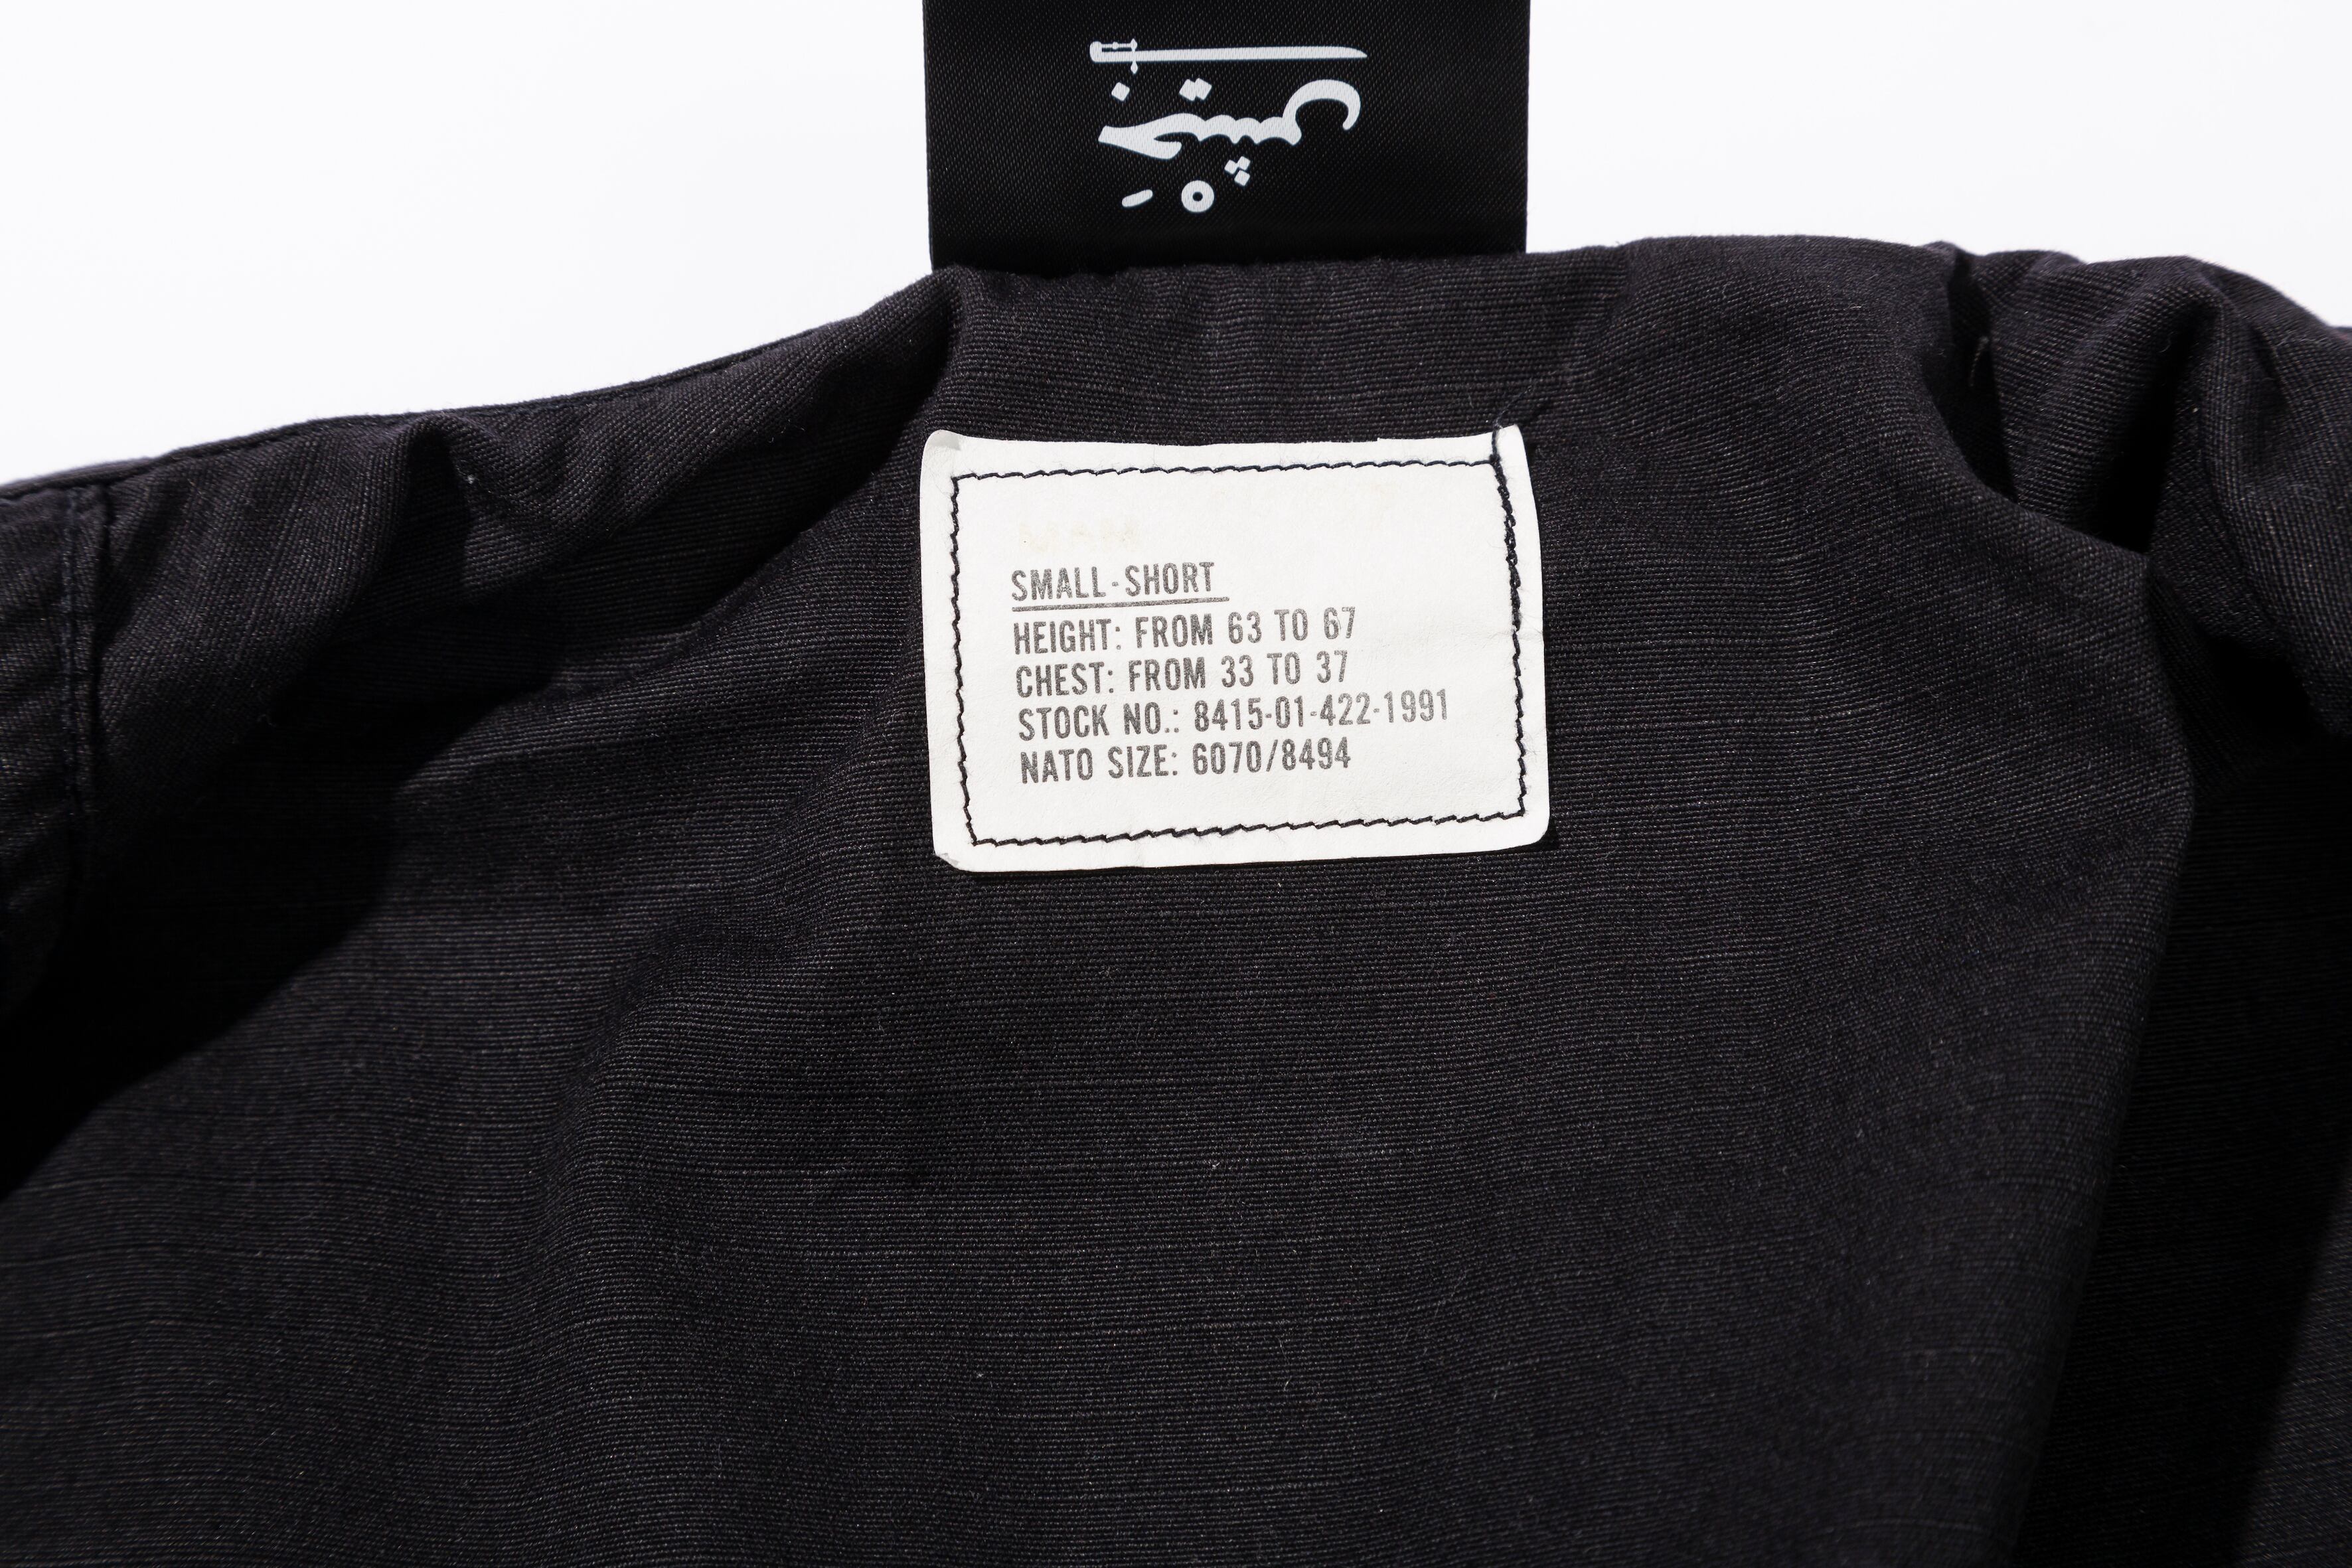 SMALL-SHORT
HEIGHT: FROM 63 TO 67
CHEST: FROM 33 TO 37
STOCK NO.: 8415-01-422-1991
NATO SIZE: 6070/8494